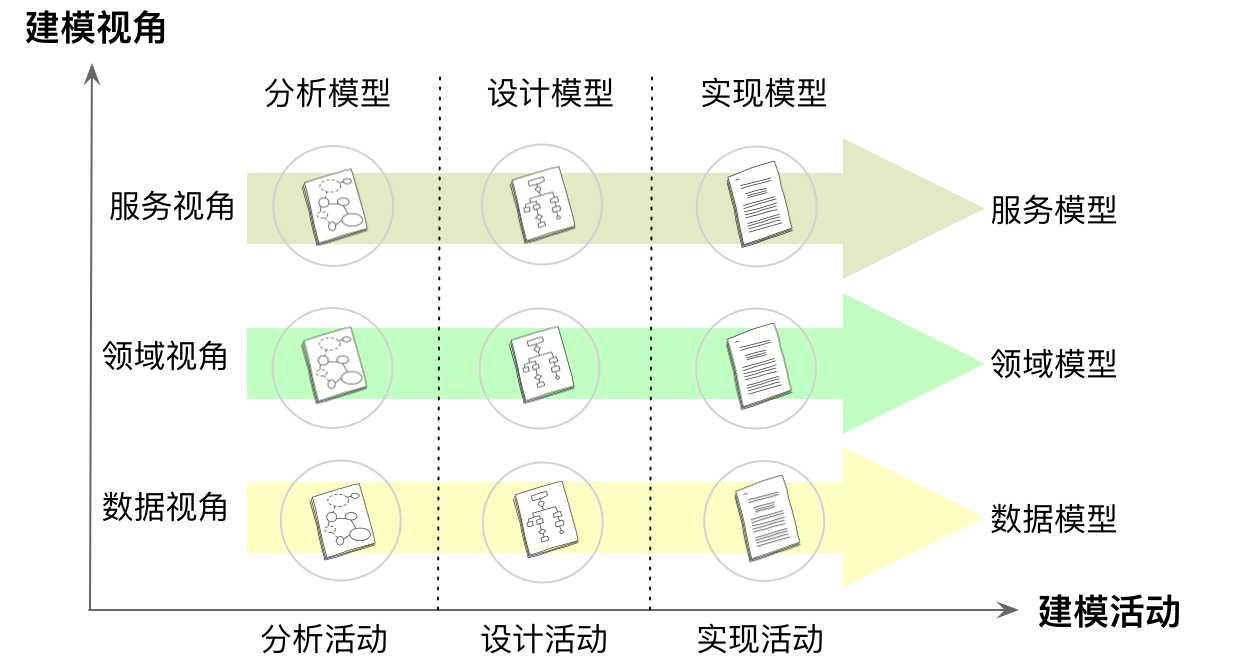 建模视角
分析模型
设计模型
实现模型
服务视角
服务模型
领域视角
领域模型
数据视角
数据模型
建模活动
分析活动
设计活动
实现活动